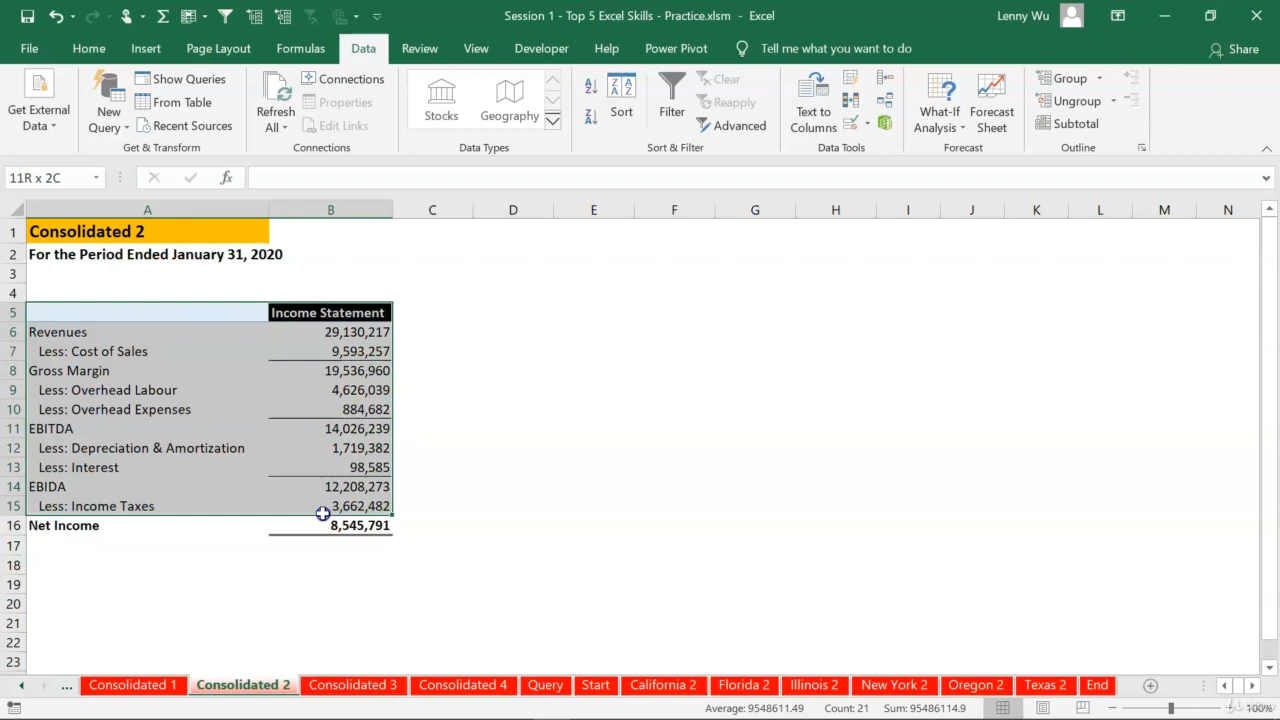 Session 1 - Top 5 Excel Skills - Practice.xlsm - Excel
Lenny Wu
File Home Insert Page Layout Formulas Data Review View Developer Help Power Pivot Tell me what you want to do Share
Get External Data
New Query
Show Queries
From Table
Recent Sources
Get & Transform
Refresh All
Connections
Properties
Edit Links
Connections
Stocks
Geography
Data Types
Sort
Filter
Clear
Reapply
Advanced
Sort & Filter
Text to Columns
Data Tools
What-If Analysis
Forecast Sheet
Forecast
Group
Ungroup
Subtotal
Outline
11R x 2C
fx
A B C D E F G H I J K L M N
1 Consolidated 2
2 For the Period Ended January 31, 2020
3
4
5 Income Statement
6 Revenues 29,130,217
7 Less: Cost of Sales 9,593,257
8 Gross Margin 19,536,960
9 Less: Overhead Labour 4,626,039
10 Less: Overhead Expenses 884,682
11 EBITDA 14,026,239
12 Less: Depreciation & Amortization 1,719,382
13 Less: Interest 98,585
14 EBIDA 12,208,273
15 Less: Income Taxes 3,662,482
16 Net Income 8,545,791
17
18
19
20
21
22
23
... Consolidated 1 Consolidated 2 Consolidated 3 Consolidated 4 Query Start California 2 Florida 2 Illinois 2 New York 2 Oregon 2 Texas 2 End
Average: 9548611.49 Count: 21 Sum: 95486114.9 100%